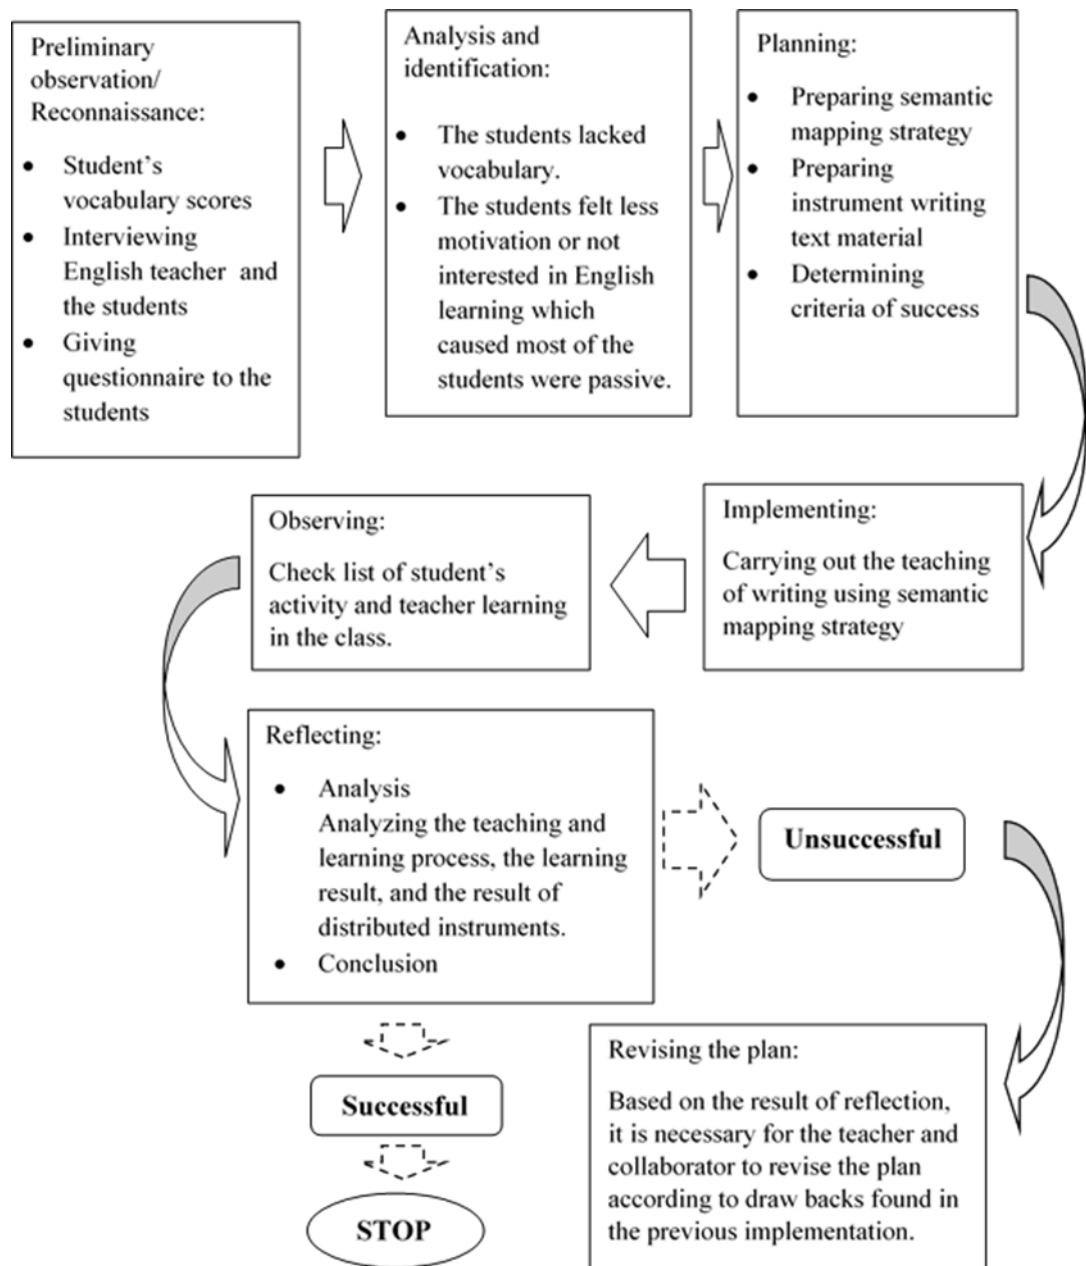 Preliminary
observation/
Reconnaissance:
• Student's
vocabulary scores
• Interviewing
English teacher and
the students
• Giving
questionnaire to the
students
Analysis and
identification:
• The students lacked
vocabulary.
• The students felt less
motivation or not
interested in English
learning which
caused most of the
students were passive.
Planning:
• Preparing semantic
mapping strategy
• Preparing
instrument writing
text material
• Determining
criteria of success
Implementing:
Carrying out the teaching
of writing using semantic
mapping strategy
Observing:
Check list of student's
activity and teacher learning
in the class.
Reflecting:
• Analysis
Analyzing the teaching and
learning process, the learning
result, and the result of
distributed instruments.
• Conclusion
Unsuccessful
Successful
STOP
Revising the plan:
Based on the result of reflection,
it is necessary for the teacher and
collaborator to revise the plan
according to draw backs found in
the previous implementation.